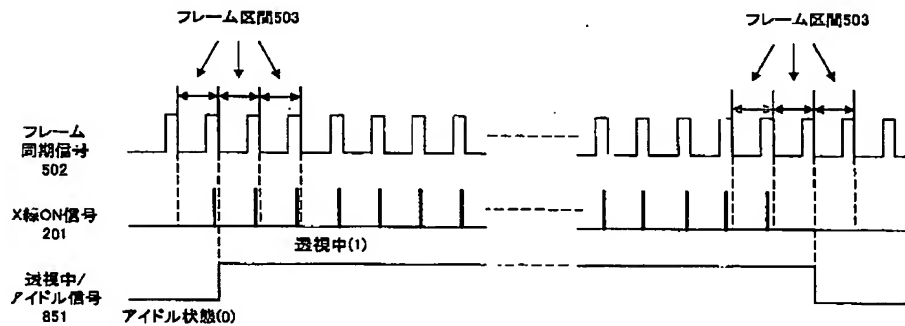 フレーム区間503
フレーム区間503
フレーム
同期信号
502
X線ON信号
201
透視中(1)
透視中/
アイドル信号
851
アイドル状態(0)